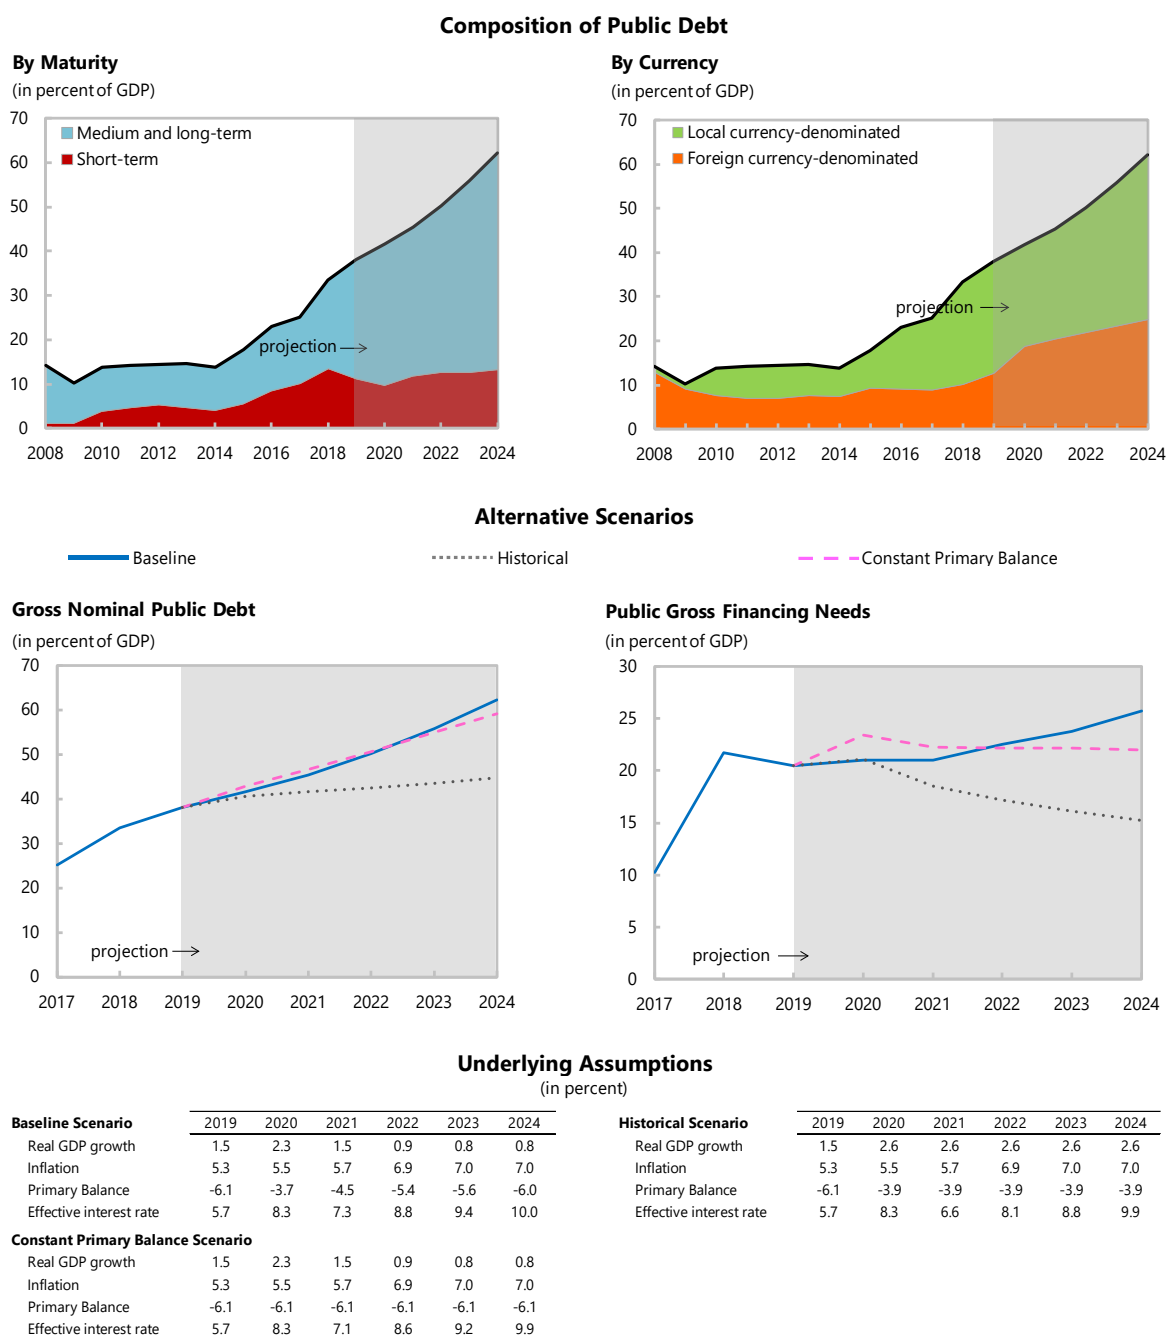 Composition of Public Debt
By Maturity
(in percent of GDP)
70
60
50
40
30
20
10
0
Medium and long-term
Short-term
projection
2008 2010 2012 2014 2016 2018 2020 2022 2024
By Currency
(in percent of GDP)
70
60
50
40
30
20
10
0
Local currency-denominated
Foreign currency-denominated
projection
2008 2010 2012 2014 2016 2018 2020 2022 2024
Alternative Scenarios
Baseline Historical Constant Primary Balance
Gross Nominal Public Debt
(in percent of GDP)
70
60
50
40
30
20
10
0
projection
2017 2018 2019 2020 2021 2022 2023 2024
Public Gross Financing Needs
(in percent of GDP)
30
25
20
15
10
5
0
projection
2017 2018 2019 2020 2021 2022 2023 2024
Underlying Assumptions
(in percent)
Baseline Scenario 2019 2020 2021 2022 2023 2024
Real GDP growth 1.5 2.3 1.5 0.9 0.8 0.8
Inflation 5.3 5.5 5.7 6.9 7.0 7.0
Primary Balance -6.1 -3.7 -4.5 -5.4 -5.6 -6.0
Effective interest rate 5.7 8.3 7.3 8.8 9.4 10.0
Constant Primary Balance Scenario
Real GDP growth 1.5 2.3 1.5 0.9 0.8 0.8
Inflation 5.3 5.5 5.7 6.9 7.0 7.0
Primary Balance -6.1 -6.1 -6.1 -6.1 -6.1 -6.1
Effective interest rate 5.7 8.3 7.1 8.6 9.2 9.9
Historical Scenario 2019 2020 2021 2022 2023 2024
Real GDP growth 1.5 2.6 2.6 2.6 2.6 2.6
Inflation 5.3 5.5 5.7 6.9 7.0 7.0
Primary Balance -6.1 -3.9 -3.9 -3.9 -3.9 -3.9
Effective interest rate 5.7 8.3 6.6 8.1 8.8 9.9